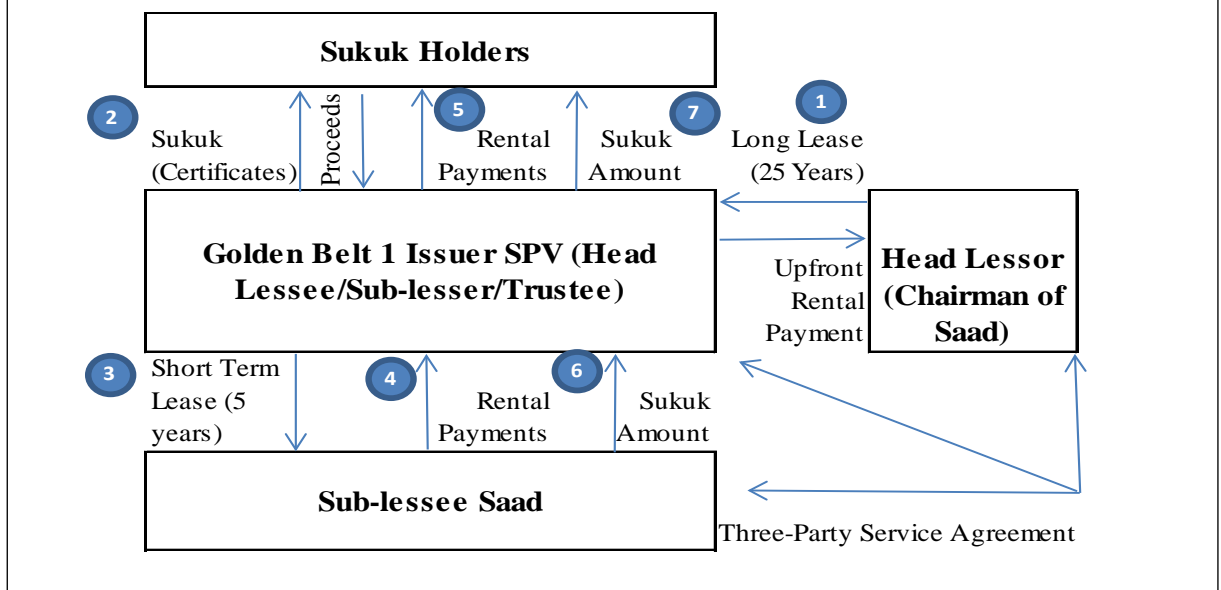 Sukuk Holders
2
5
7
1
Sukuk
(Certificates)
Proceeds
Rental
Payments
Sukuk
Amount
Long Lease
(25 Years)
Golden Belt 1 Issuer SPV (Head
Lessee/Sub-lesser/Trustee)
Upfront
Rental
Payment
Head Lessor
(Chairman of
Saad)
3
Short Term
Lease (5
years)
4
Rental
Payments
6
Sukuk
Amount
Sub-lessee Saad
Three-Party Service Agreement